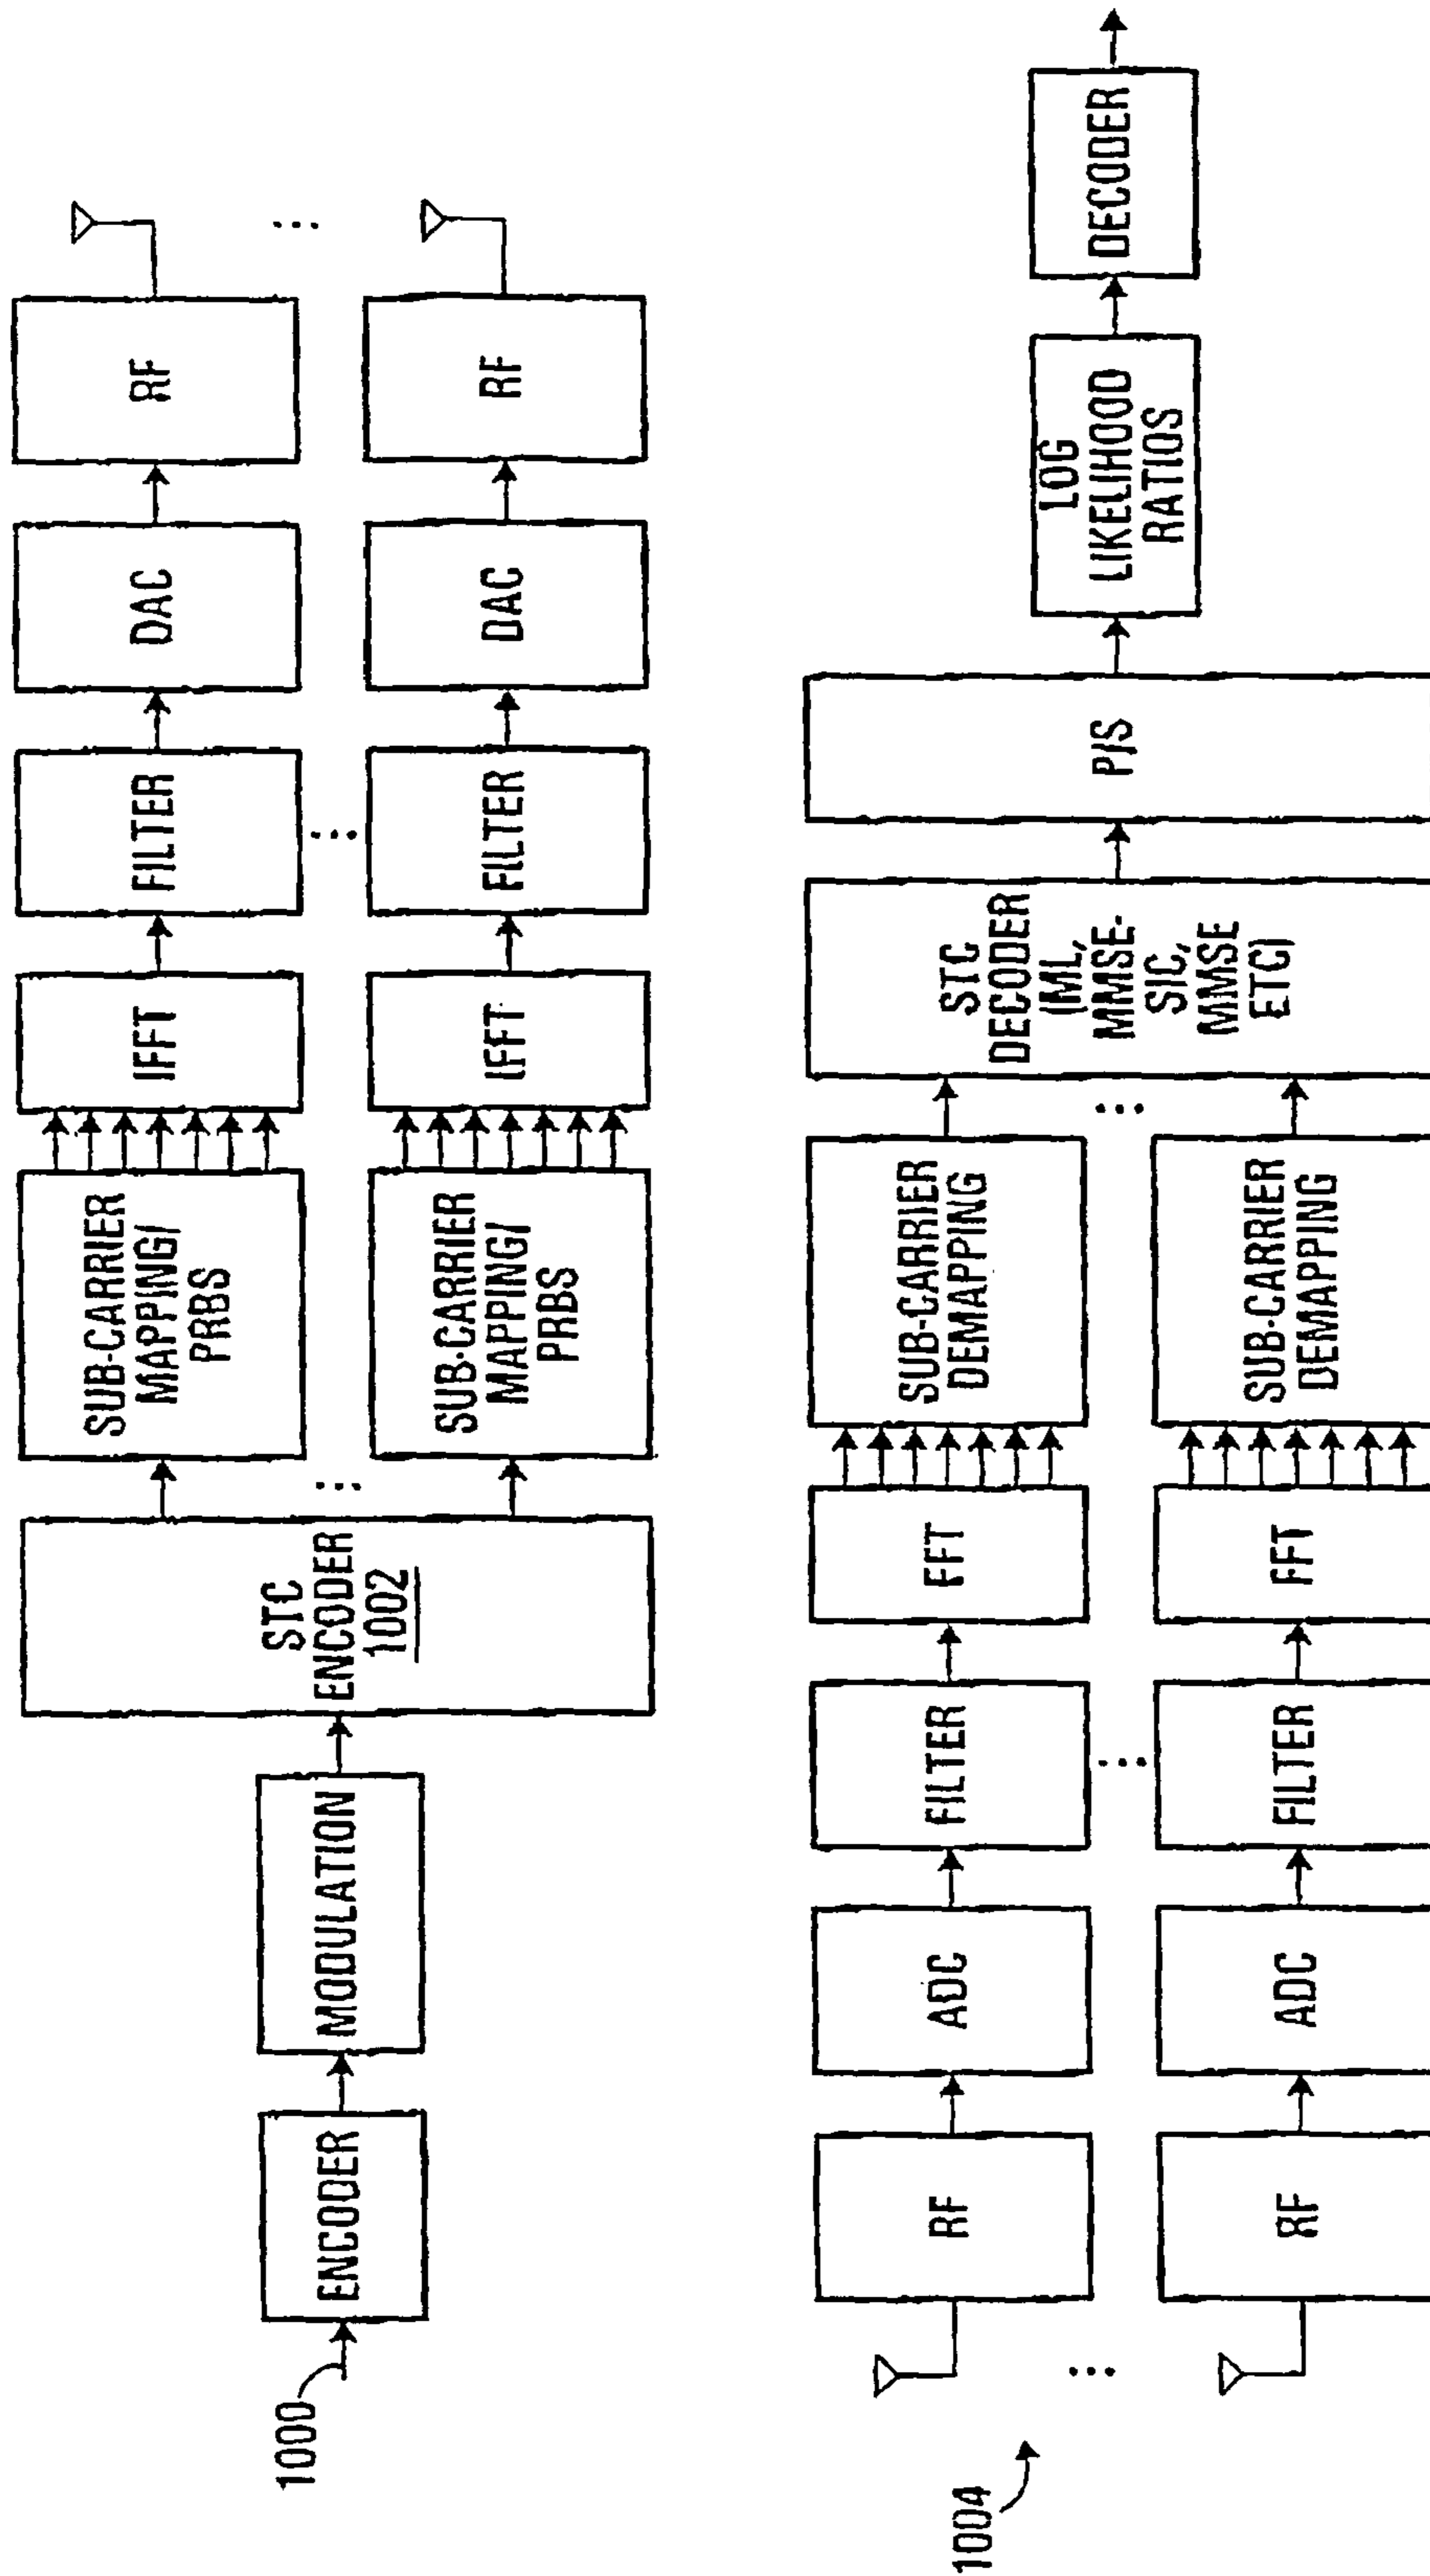 1000
ENCODER
MODULATION
STC
ENCODER
1002
SUB-CARRIER
MAPPING/
PRBS
IFFT
FILTER
DAC
RF
...
...
...
SUB-CARRIER
MAPPING/
PRBS
IFFT
FILTER
DAC
RF
1004
RF
ADC
FILTER
FFT
SUB-CARRIER
DEMAPPING
...
...
...
RF
ADC
FILTER
FFT
SUB-CARRIER
DEMAPPING
STC
DECODER
(ML,
MMSE-
SIC,
MMSE
ETC)
P/S
LOG
LIKELIHOOD
RATIOS
DECODER